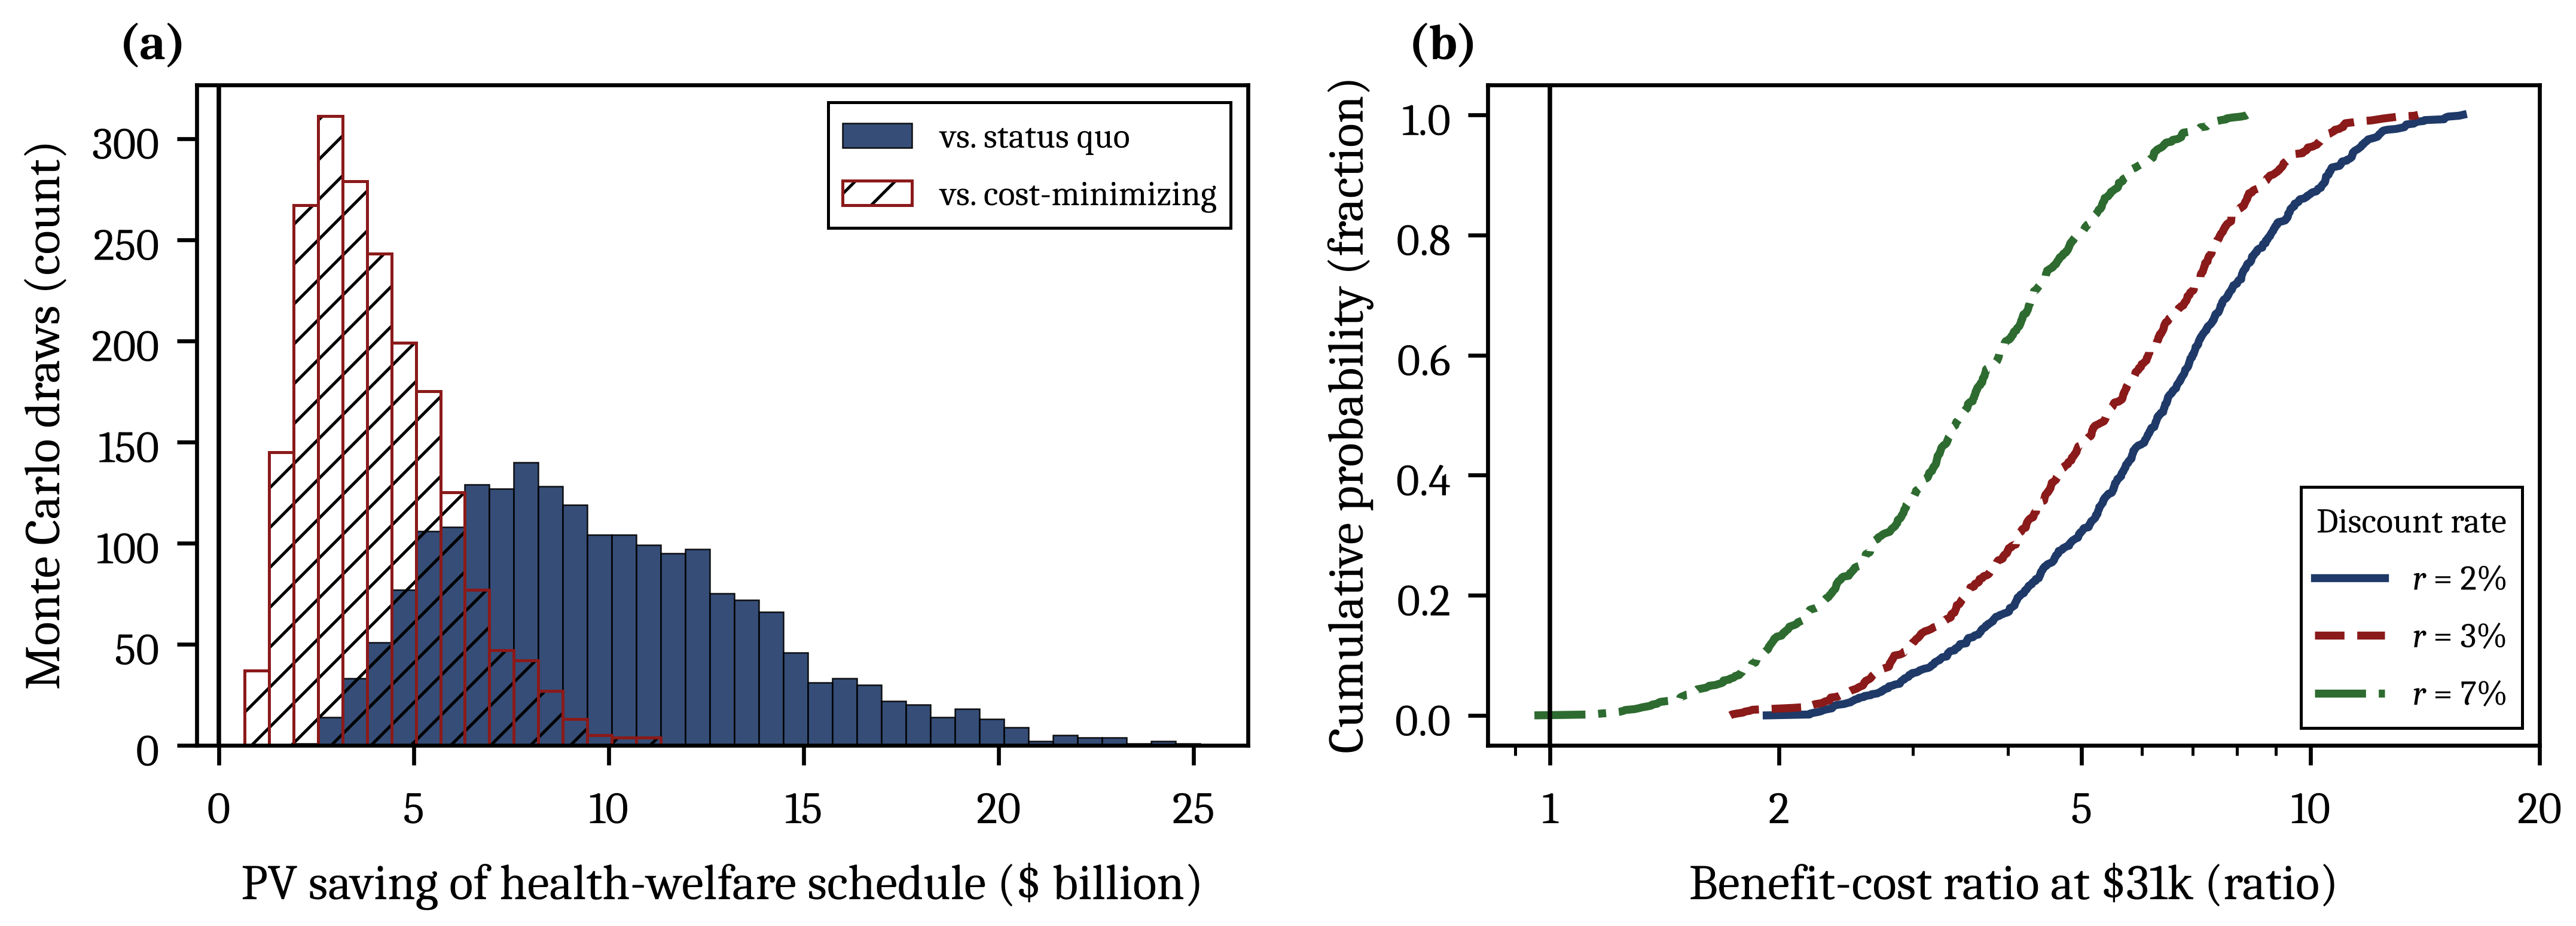 (a)
Monte Carlo draws (count)
300
250
200
150
100
50
0
0 5 10 15 20 25
PV saving of health-welfare schedule ($ billion)
vs. status quo
vs. cost-minimizing
(b)
Cumulative probability (fraction)
1.0
0.8
0.6
0.4
0.2
0.0
1 2 5 10 20
Benefit-cost ratio at $31k (ratio)
Discount rate
r = 2%
r = 3%
r = 7%